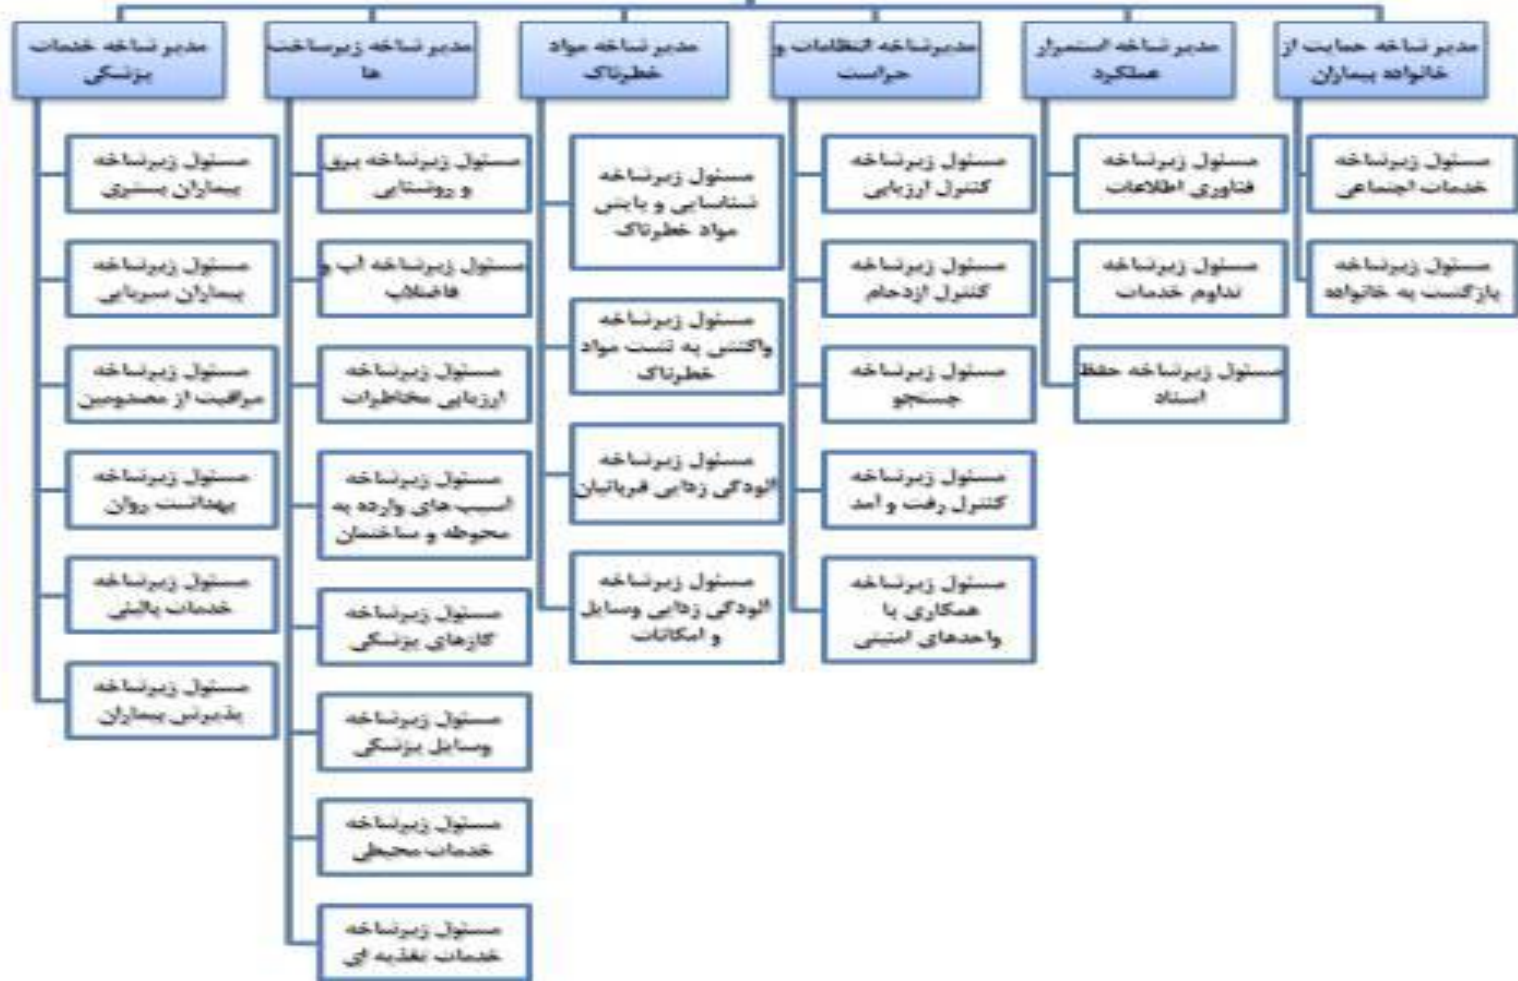 مدیر شاخه حمایت از
خانواده بیماران
مسئول زیرشاخه
خدمات اجتماعی
مسئول زیرشاخه
بازگشت به خانواده
مدیر شاخه استمرار
عملکرد
مسئول زیرشاخه
فناوری اطلاعات
مسئول زیرشاخه
تداوم خدمات
مسئول زیرشاخه حفظ
اسناد
مدیرشاخه انتظامات و
حراست
مسئول زیرشاخه
کنترل ارزیابی
مسئول زیرشاخه
کنترل ازدحام
مسئول زیرشاخه
جستجو
مسئول زیرشاخه
کنترل رفت و آمد
مسئول زیرشاخه
همکاری با
واحدهای امنیتی
مدیر شاخه مواد
خطرناک
مسئول زیرشاخه
شناسایی و پایش
مواد خطرناک
مسئول زیرشاخه
واکنش به نشت مواد
خطرناک
مسئول زیرشاخه
آلودگی زدایی قربانیان
مسئول زیرشاخه
آلودگی زدایی وسایل
و امکانات
مدیر شاخه زیرساخت
ها
مسئول زیرشاخه برق
و روشنایی
مسئول زیرشاخه آب و
فاضلاب
مسئول زیرشاخه
ارزیابی مخاطرات
مسئول زیرشاخه
آسیب های وارده به
محوطه و ساختمان
مسئول زیرشاخه
گازهای پزشکی
مسئول زیرشاخه
وسایل پزشکی
مسئول زیرشاخه
خدمات محیطی
مسئول زیرشاخه
خدمات تغذیه ای
مدیر شاخه خدمات
پزشکی
مسئول زیرشاخه
بیماران بستری
مسئول زیرشاخه
بیماران سرپایی
مسئول زیرشاخه
مراقبت از مصدومین
مسئول زیرشاخه
بهداشت روان
مسئول زیرشاخه
خدمات بالینی
مسئول زیرشاخه
پذیرش بیماران